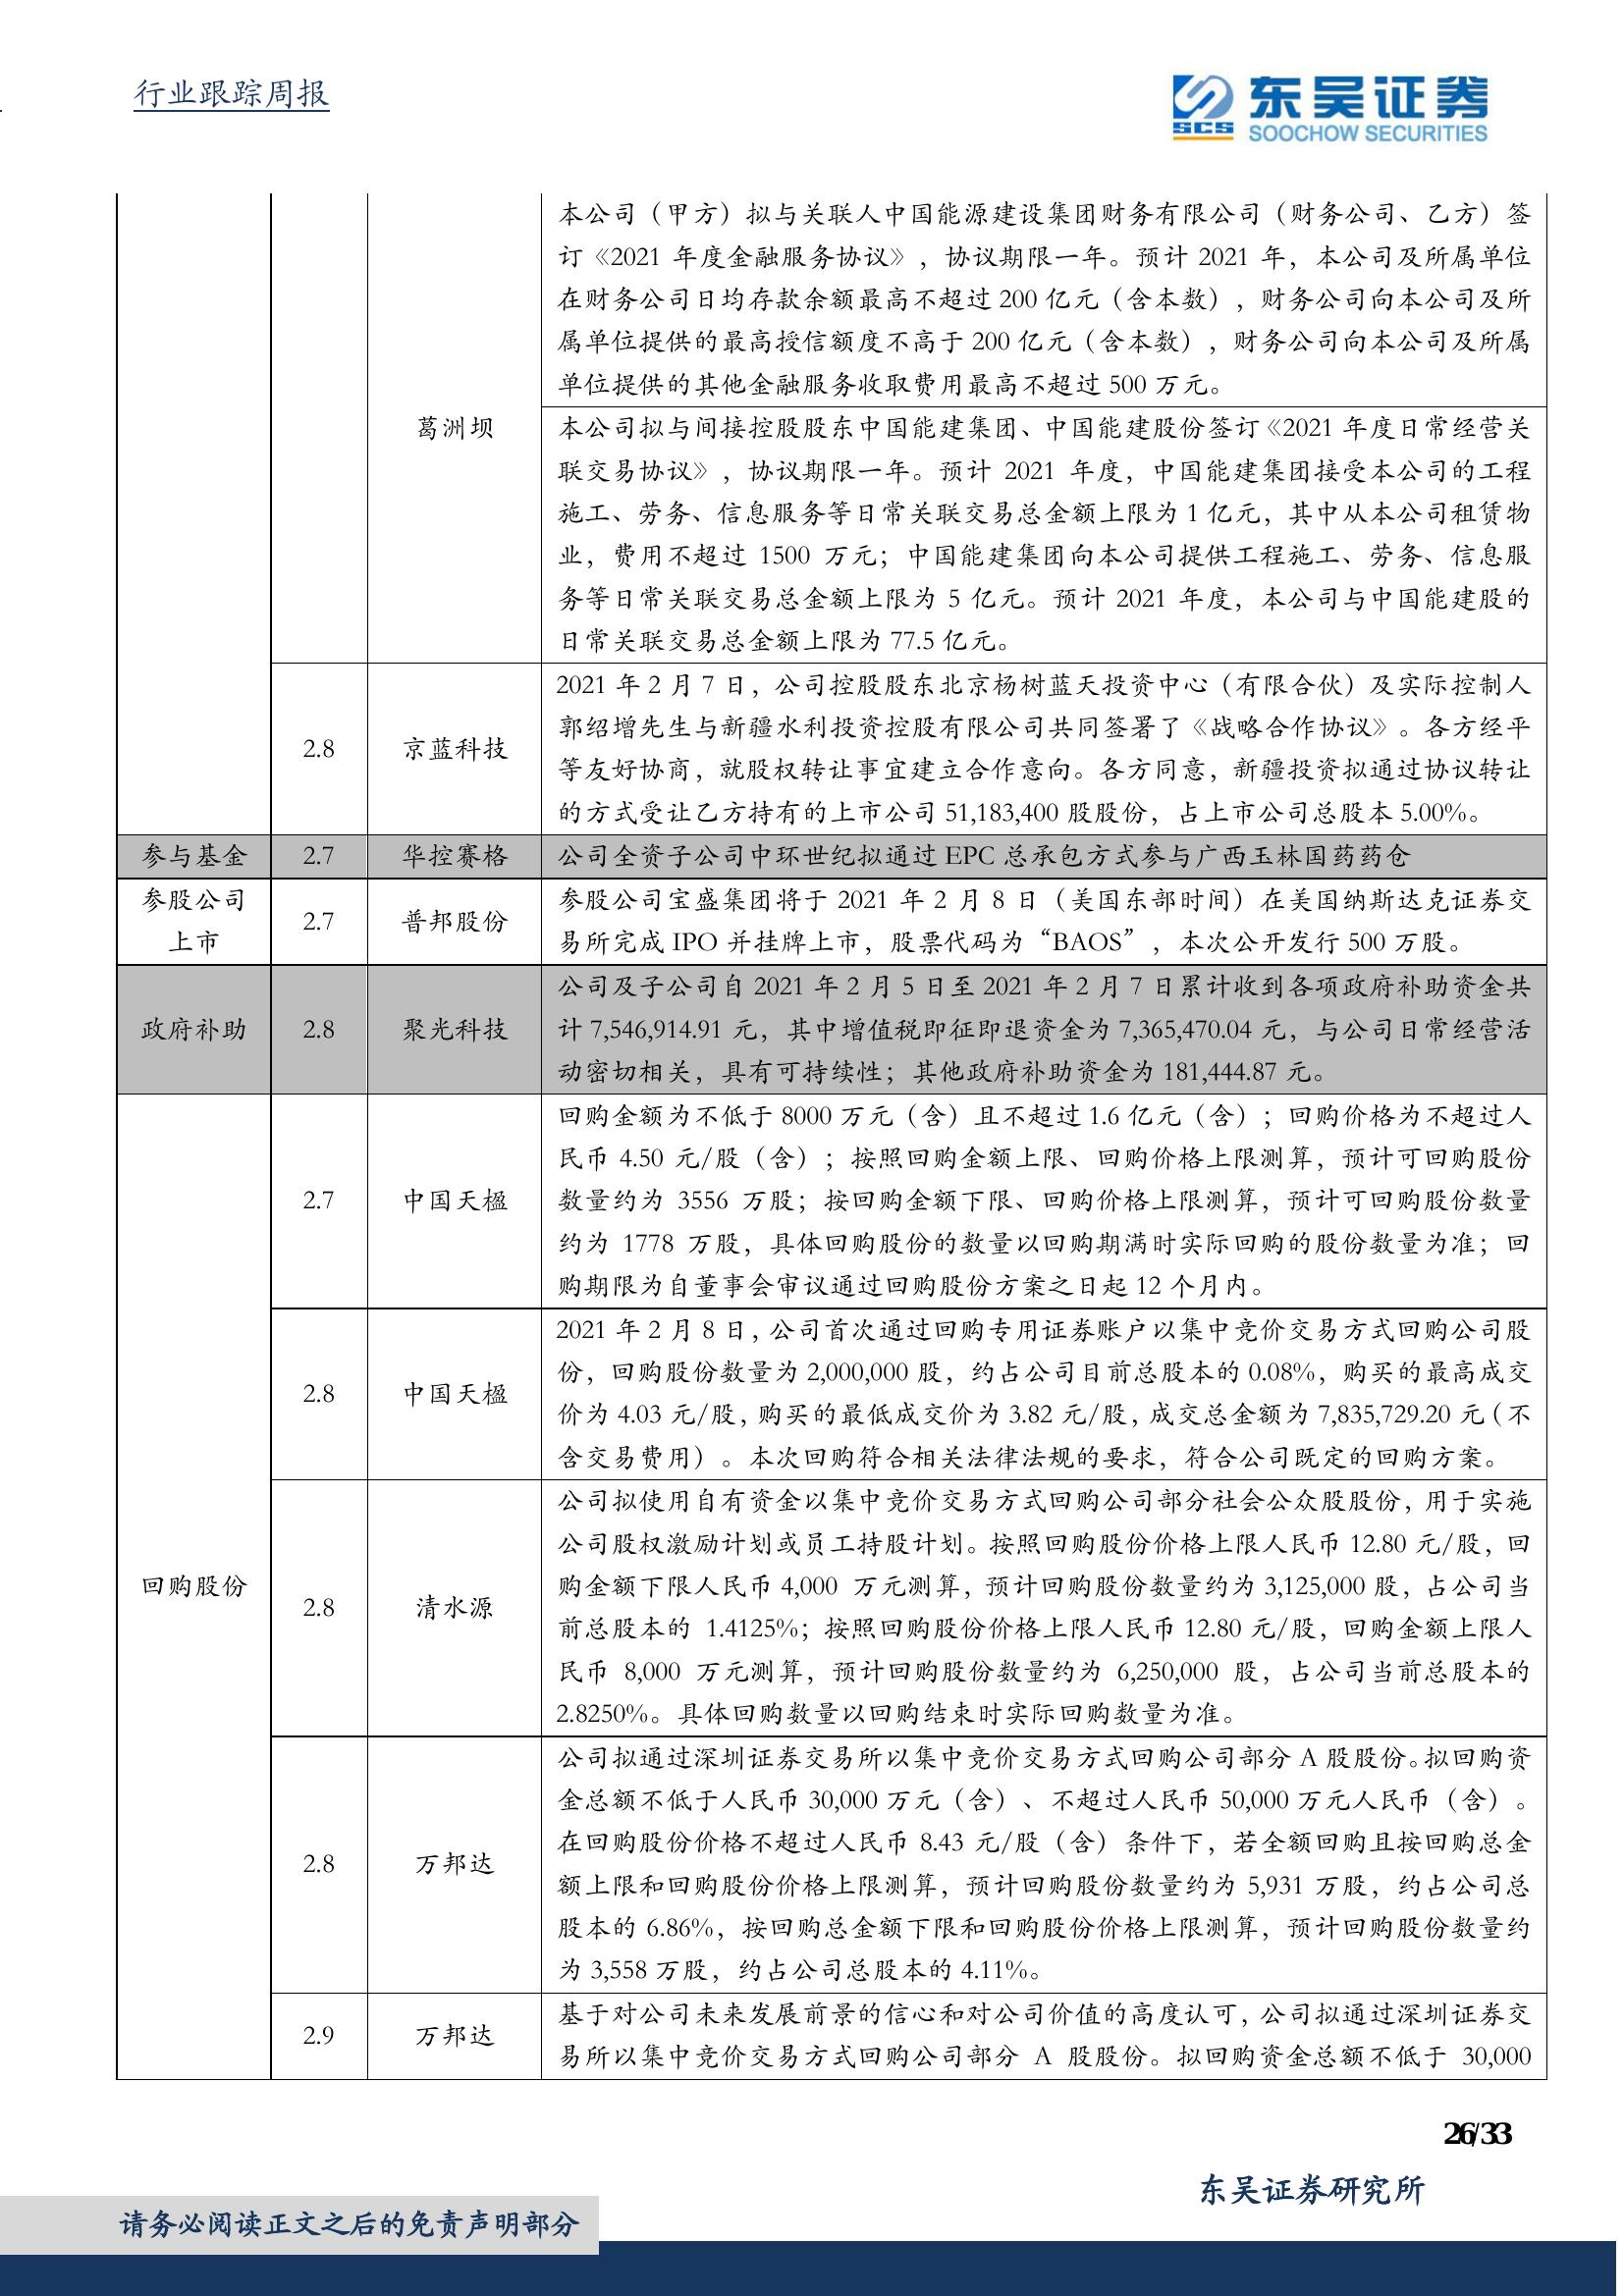 行业跟踪周报
东吴证券
SCS
SOOCHOW SECURITIES
本公司（甲方）拟与关联人中国能源建设集团财务有限公司（财务公司、乙方）签
订《2021 年度金融服务协议》，协议期限一年。预计 2021 年，本公司及所属单位
在财务公司日均存款余额最高不超过 200 亿元（含本数），财务公司向本公司及所
属单位提供的最高授信额度不高于 200 亿元（含本数），财务公司向本公司及所属
单位提供的其他金融服务收取费用最高不超过 500 万元。
葛洲坝
本公司拟与间接控股股东中国能建集团、中国能建股份签订《2021 年度日常经营关
联交易协议》，协议期限一年。预计 2021 年度，中国能建集团接受本公司的工程
施工、劳务、信息服务等日常关联交易总金额上限为 1 亿元，其中从本公司租赁物
业，费用不超过 1500 万元；中国能建集团向本公司提供工程施工、劳务、信息服
务等日常关联交易总金额上限为 5 亿元。预计 2021 年度，本公司与中国能建股的
日常关联交易总金额上限为 77.5 亿元。
2.8
京蓝科技
2021 年 2 月 7 日，公司控股股东北京杨树蓝天投资中心（有限合伙）及实际控制人
郭绍增先生与新疆水利投资控股有限公司共同签署了《战略合作协议》。各方经平
等友好协商，就股权转让事宜建立合作意向。各方同意，新疆投资拟通过协议转让
的方式受让乙方持有的上市公司 51,183,400 股股份，占上市公司总股本 5.00%。
参与基金
2.7
华控赛格
公司全资子公司中环世纪拟通过 EPC 总承包方式参与广西玉林国药药仓
参股公司
上市
2.7
普邦股份
参股公司宝盛集团将于 2021 年 2 月 8 日（美国东部时间）在美国纳斯达克证券交
易所完成 IPO 并挂牌上市，股票代码为“BAOS”，本次公开发行 500 万股。
政府补助
2.8
聚光科技
公司及子公司自 2021 年 2 月 5 日至 2021 年 2 月 7 日累计收到各项政府补助资金共
计 7,546,914.91 元，其中增值税即征即退资金为 7,365,470.04 元，与公司日常经营活
动密切相关，具有可持续性；其他政府补助资金为 181,444.87 元。
回购股份
2.7
中国天楹
回购金额为不低于 8000 万元（含）且不超过 1.6 亿元（含）；回购价格为不超过人
民币 4.50 元/股（含）；按照回购金额上限、回购价格上限测算，预计可回购股份
数量约为 3556 万股；按回购金额下限、回购价格上限测算，预计可回购股份数量
约为 1778 万股，具体回购股份的数量以回购期满时实际回购的股份数量为准；回
购期限为自董事会审议通过回购股份方案之日起 12 个月内。
2.8
中国天楹
2021 年 2 月 8 日，公司首次通过回购专用证券账户以集中竞价交易方式回购公司股
份，回购股份数量为 2,000,000 股，约占公司目前总股本的 0.08%，购买的最高成交
价为 4.03 元/股，购买的最低成交价为 3.82 元/股，成交总金额为 7,835,729.20 元（不
含交易费用）。本次回购符合相关法律法规的要求，符合公司既定的回购方案。
2.8
清水源
公司拟使用自有资金以集中竞价交易方式回购公司部分社会公众股股份，用于实施
公司股权激励计划或员工持股计划。按照回购股份价格上限人民币 12.80 元/股，回
购金额下限人民币 4,000 万元测算，预计回购股份数量约为 3,125,000 股，占公司当
前总股本的 1.4125%；按照回购股份价格上限人民币 12.80 元/股，回购金额上限人
民币 8,000 万元测算，预计回购股份数量约为 6,250,000 股，占公司当前总股本的
2.8250%。具体回购数量以回购结束时实际回购数量为准。
2.8
万邦达
公司拟通过深圳证券交易所以集中竞价交易方式回购公司部分 A 股股份。拟回购资
金总额不低于人民币 30,000 万元（含）、不超过人民币 50,000 万元人民币（含）。
在回购股份价格不超过人民币 8.43 元/股（含）条件下，若全额回购且按回购总金
额上限和回购股份价格上限测算，预计回购股份数量约为 5,931 万股，约占公司总
股本的 6.86%，按回购总金额下限和回购股份价格上限测算，预计回购股份数量约
为 3,558 万股，约占公司总股本的 4.11%。
2.9
万邦达
基于对公司未来发展前景的信心和对公司价值的高度认可，公司拟通过深圳证券交
易所以集中竞价交易方式回购公司部分 A 股股份。拟回购资金总额不低于 30,000
26/33
东吴证券研究所
请务必阅读正文之后的免责声明部分